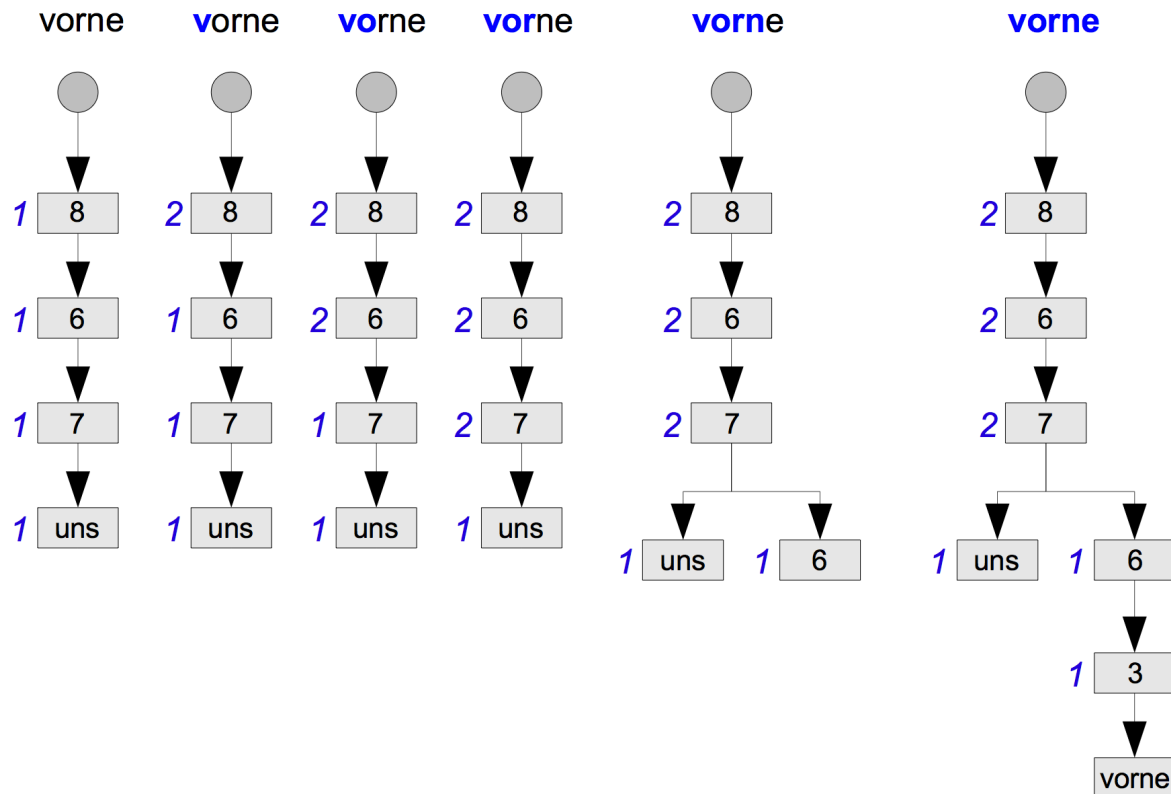 vorne vorne vorne vorne vorne vorne
1 8 2 8 2 8 2 8 2 8 2 8
1 6 1 6 2 6 2 6 2 6 2 6
1 7 1 7 1 7 2 7 2 7 2 7
1 uns 1 uns 1 uns 1 uns
1 uns 1 6 1 uns 1 6
1 3
vorne